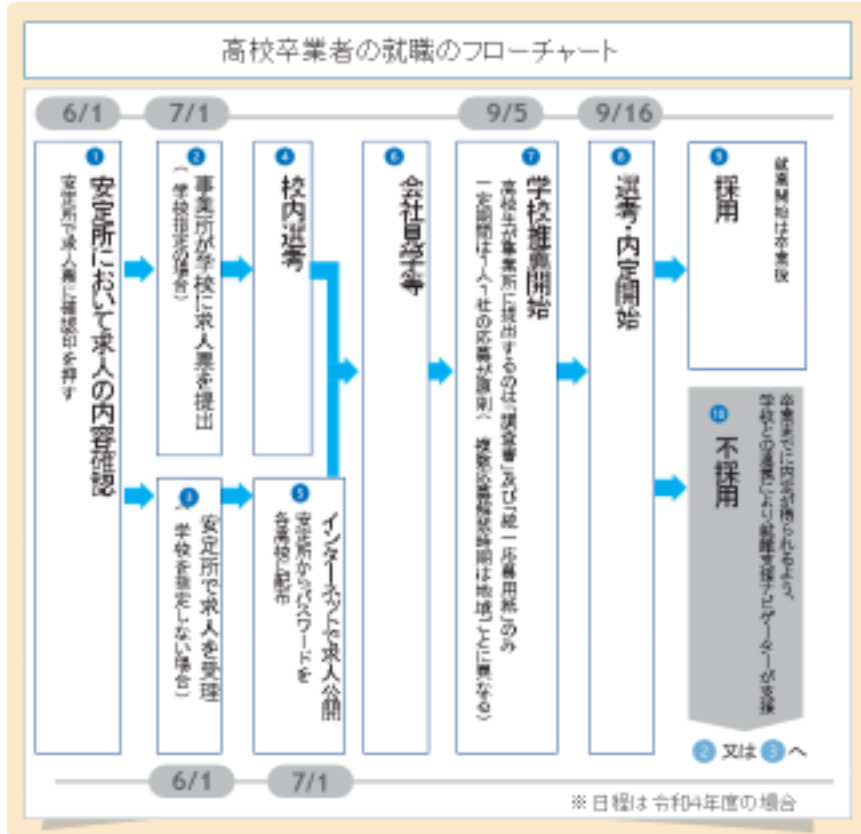 高校卒業者の就職のフローチャート
6/1
7/1
9/5
9/16
❶
安定所において求人の内容確認
安定所で求人票に確認印を押す
❷
事業所が学校に求人票を提出
(学校指定の場合)
❸
安定所で求人を受理
(学校を指定しない場合)
❹
校内選考
❺
インターネットで求人公開
安定所からパスワードを
各高校に配布
❻
会社見学等
❼
学校推薦開始
高校生が事業所に提出するのは「調査書」及び「統一応募用紙」のみ
一定期間は1人1社の応募が原則(複数応募解禁時期は地域ごとに異なる)
❽
選考・内定開始
❾
採用
就業開始は卒業後
❿
不採用
卒業までに内定が得られるよう、
学校との連携により就職支援ナビゲーターが支援
❷又は❸へ
6/1
7/1
※日程は令和4年度の場合